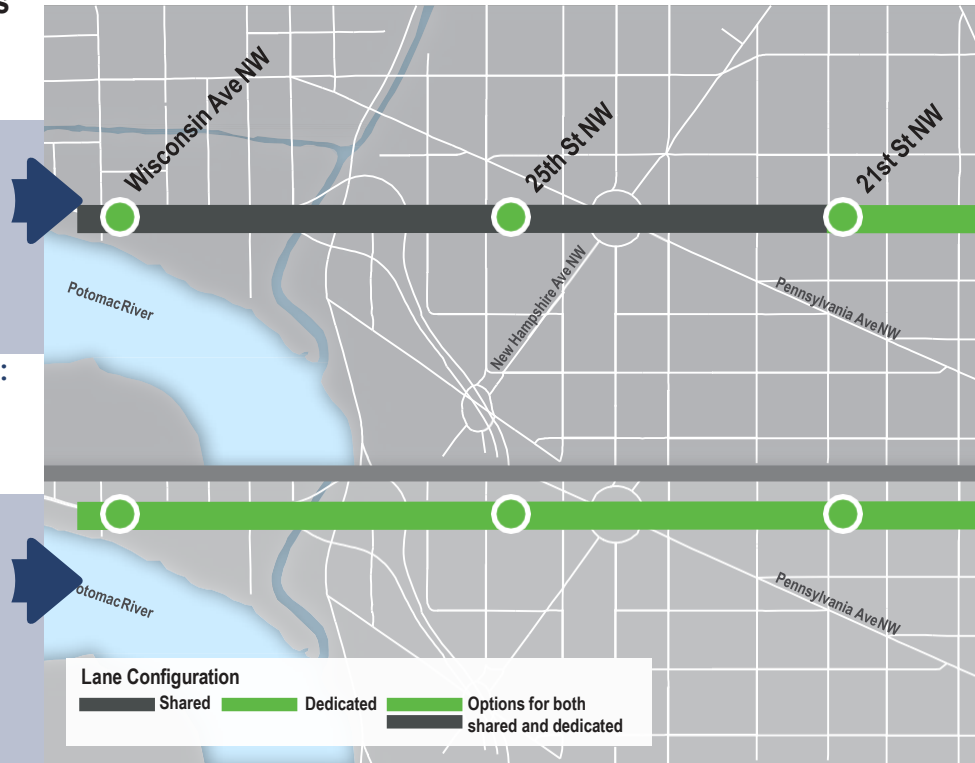 s
Wisconsin Ave NW
25th St NW
21st St NW
Potomac River
New Hampshire Ave NW
Pennsylvania Ave NW
:
otomac River
Pennsylvania Ave NW
Lane Configuration
Shared
Dedicated
Options for both
shared and dedicated